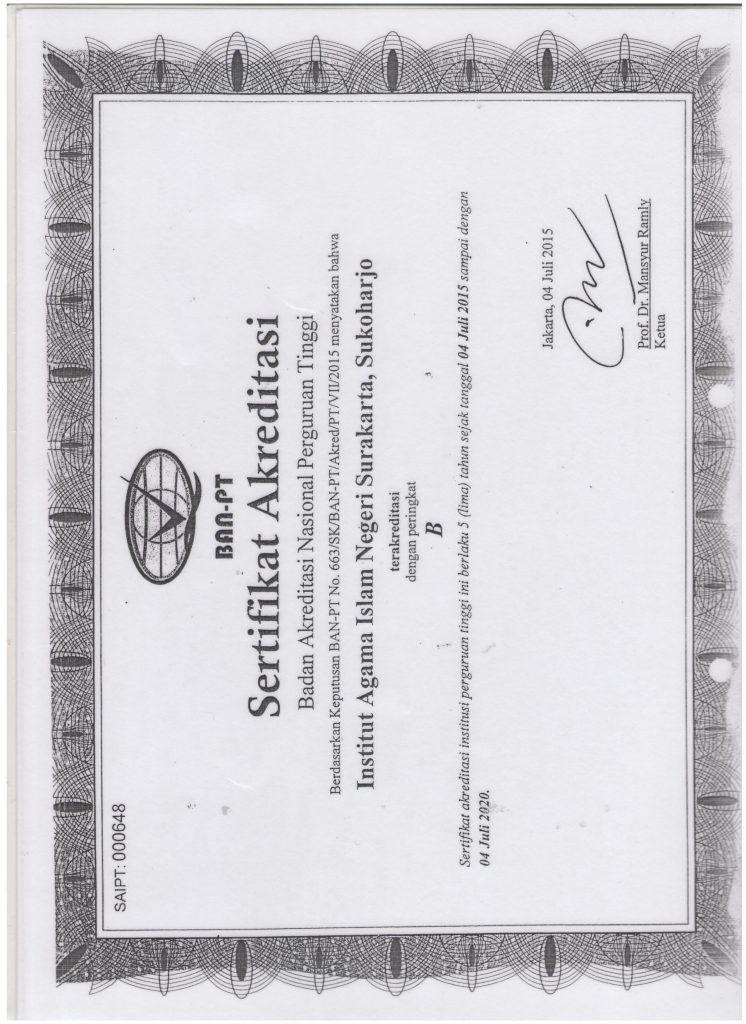 SAIPT: 000648
BAN-PT
Sertifikat Akreditasi
Badan Akreditasi Nasional Perguruan Tinggi
Berdasarkan Keputusan BAN-PT No. 663/SK/BAN-PT/Akred/PT/VII/2015 menyatakan bahwa
Institut Agama Islam Negeri Surakarta, Sukoharjo
terakreditasi
dengan peringkat
B
Sertifikat akreditasi institusi perguruan tinggi ini berlaku 5 (lima) tahun sejak tanggal 04 Juli 2015 sampai dengan
04 Juli 2020.
Jakarta, 04 Juli 2015
Prof. Dr. Mansyur Ramly
Ketua